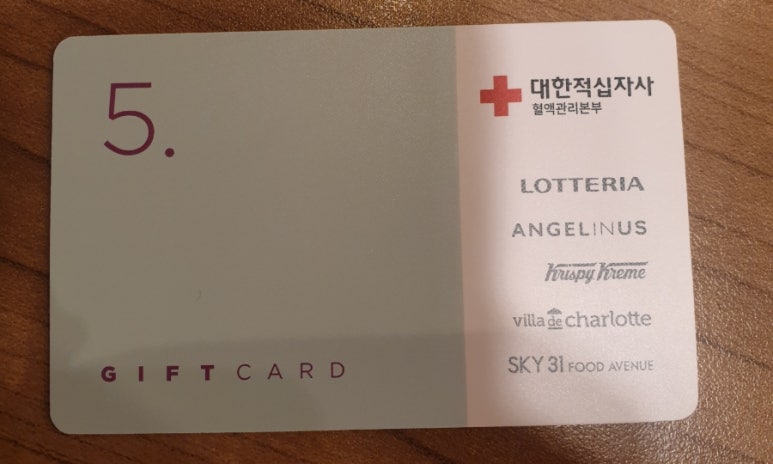 5.
GIFT CARD
대한적십자사
혈액관리본부
LOTTERIA
ANGELINUS
Krispy Kreme
villa de charlotte
SKY 31 FOOD AVENUE